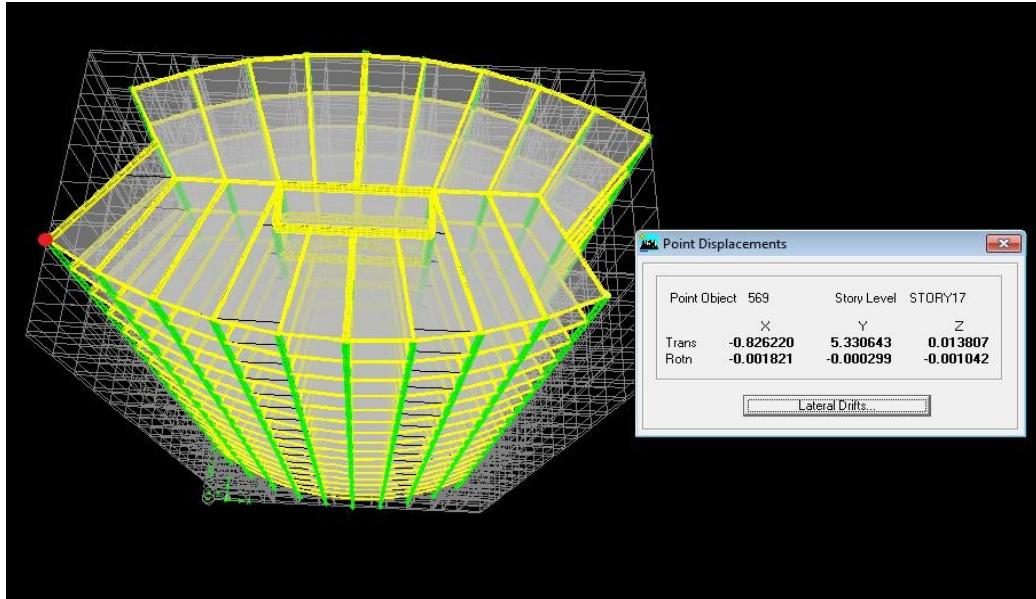 Point Displacements
Point Object 569 Story Level STORY17
X Y Z
Trans -0.826220 5.330643 0.013807
Rotn -0.001821 -0.000299 -0.001042
Lateral Drifts...